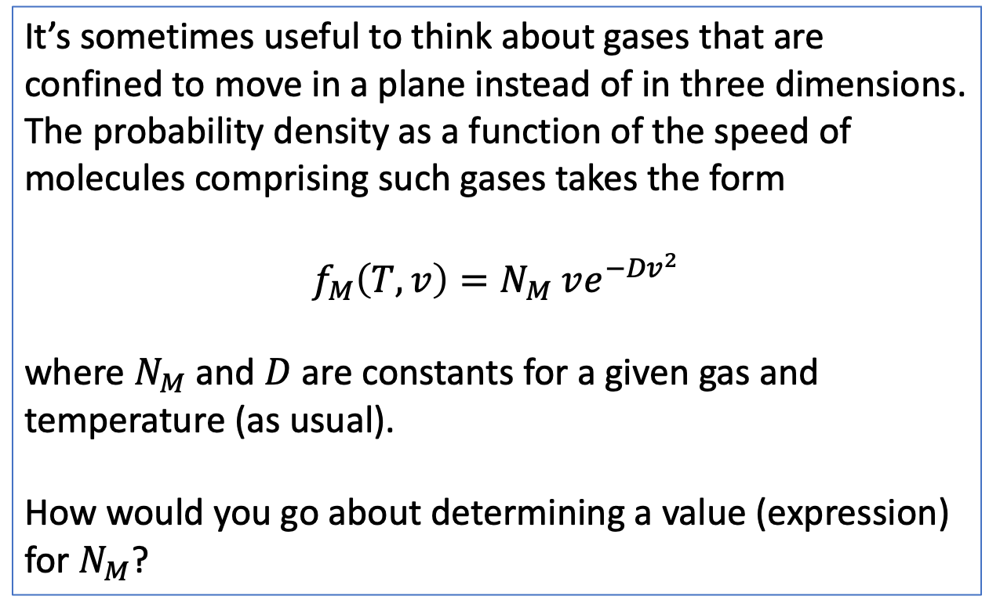 It’s sometimes useful to think about gases that are
confined to move in a plane instead of in three dimensions.
The probability density as a function of the speed of
molecules comprising such gases takes the form
$f_M(T, v) = N_M \, v e^{-Dv^2}$
where $N_M$ and $D$ are constants for a given gas and
temperature (as usual).
How would you go about determining a value (expression)
for $N_M$?